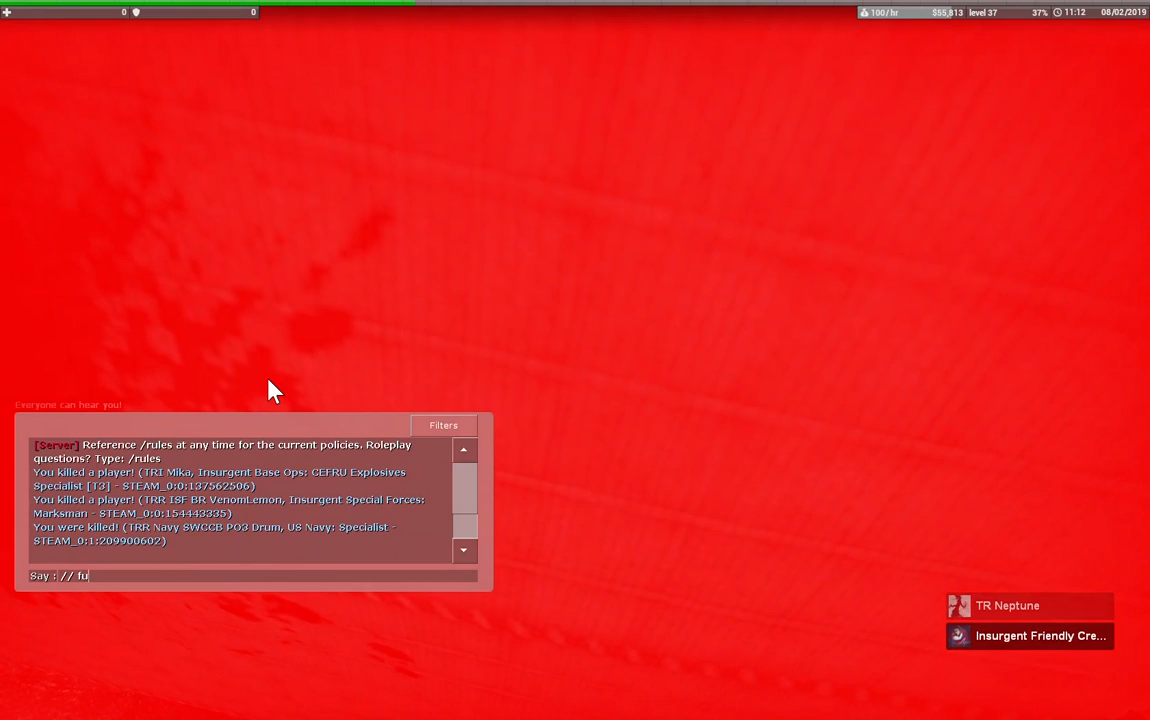 0
0
100/hr
$55,813
level 37
37%
11:12
08/02/2019
Everyone can hear you!
Filters
[Server] Reference /rules at any time for the current policies. Roleplay
questions? Type: /rules
You killed a player! (TRI Mika, Insurgent Base Ops: CEFRU Explosives
Specialist [T3] - STEAM_0:0:137562506)
You killed a player! (TRR ISF BR VenomLemon, Insurgent Special Forces:
Marksman - STEAM_0:0:154443335)
You were killed! (TRR Navy SWCCB PO3 Drum, US Navy: Specialist -
STEAM_0:1:209900602)
Say : // fu
TR Neptune
Insurgent Friendly Cre...